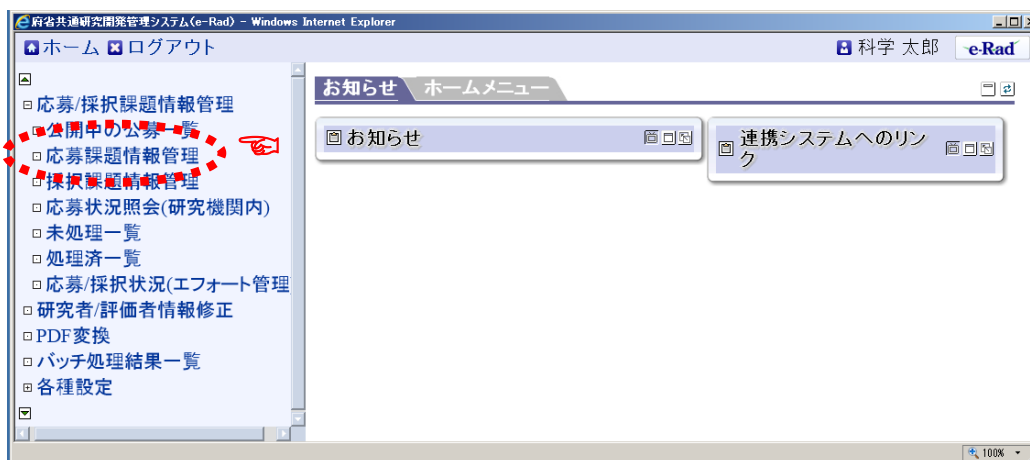 府省共通研究開発管理システム(e-Rad) - Windows Internet Explorer
ホーム ログアウト
科学 太郎
e-Rad
応募/採択課題情報管理
公開中の公募一覧
応募課題情報管理
採択課題情報管理
応募状況照会(研究機関内)
未処理一覧
処理済一覧
応募/採択状況(エフォート管理
研究者/評価者情報修正
PDF変換
バッチ処理結果一覧
各種設定
お知らせ ホームメニュー
お知らせ
連携システムへのリン
ク
100%